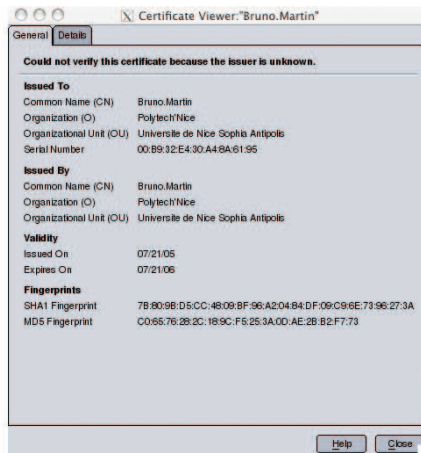 Certificate Viewer:"Bruno.Martin"
General Details
Could not verify this certificate because the issuer is unknown.
Issued To
Common Name (CN) Bruno.Martin
Organization (O) Polytech'Nice
Organizational Unit (OU) Universite de Nice Sophia Antipolis
Serial Number 00:B9:32:E4:30:A4:8A:61:95
Issued By
Common Name (CN) Bruno.Martin
Organization (O) Polytech'Nice
Organizational Unit (OU) Universite de Nice Sophia Antipolis
Validity
Issued On 07/21/05
Expires On 07/21/06
Fingerprints
SHA1 Fingerprint 7B:80:9B:D5:CC:48:09:BF:96:A2:04:84:DF:09:C9:6E:73:96:27:3A
MD5 Fingerprint C0:65:76:28:2C:18:9C:F5:25:3A:0D:AE:2B:B2:F7:73
Help Close